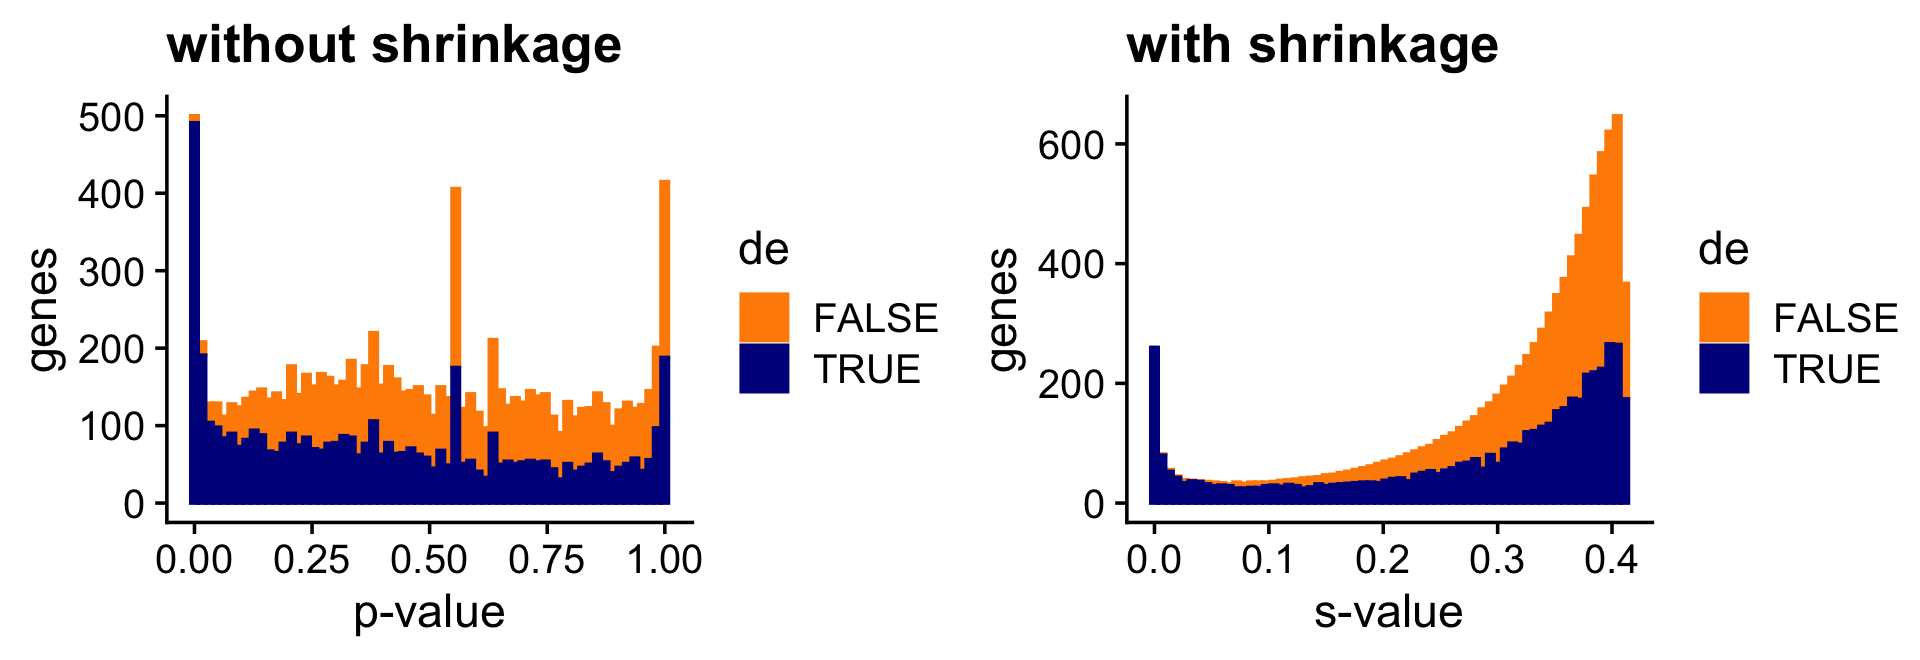 without shrinkage
500
400
300
200
100
0
genes
0.00 0.25 0.50 0.75 1.00
p-value
de
FALSE
TRUE
with shrinkage
600
400
200
0
genes
0.0 0.1 0.2 0.3 0.4
s-value
de
FALSE
TRUE